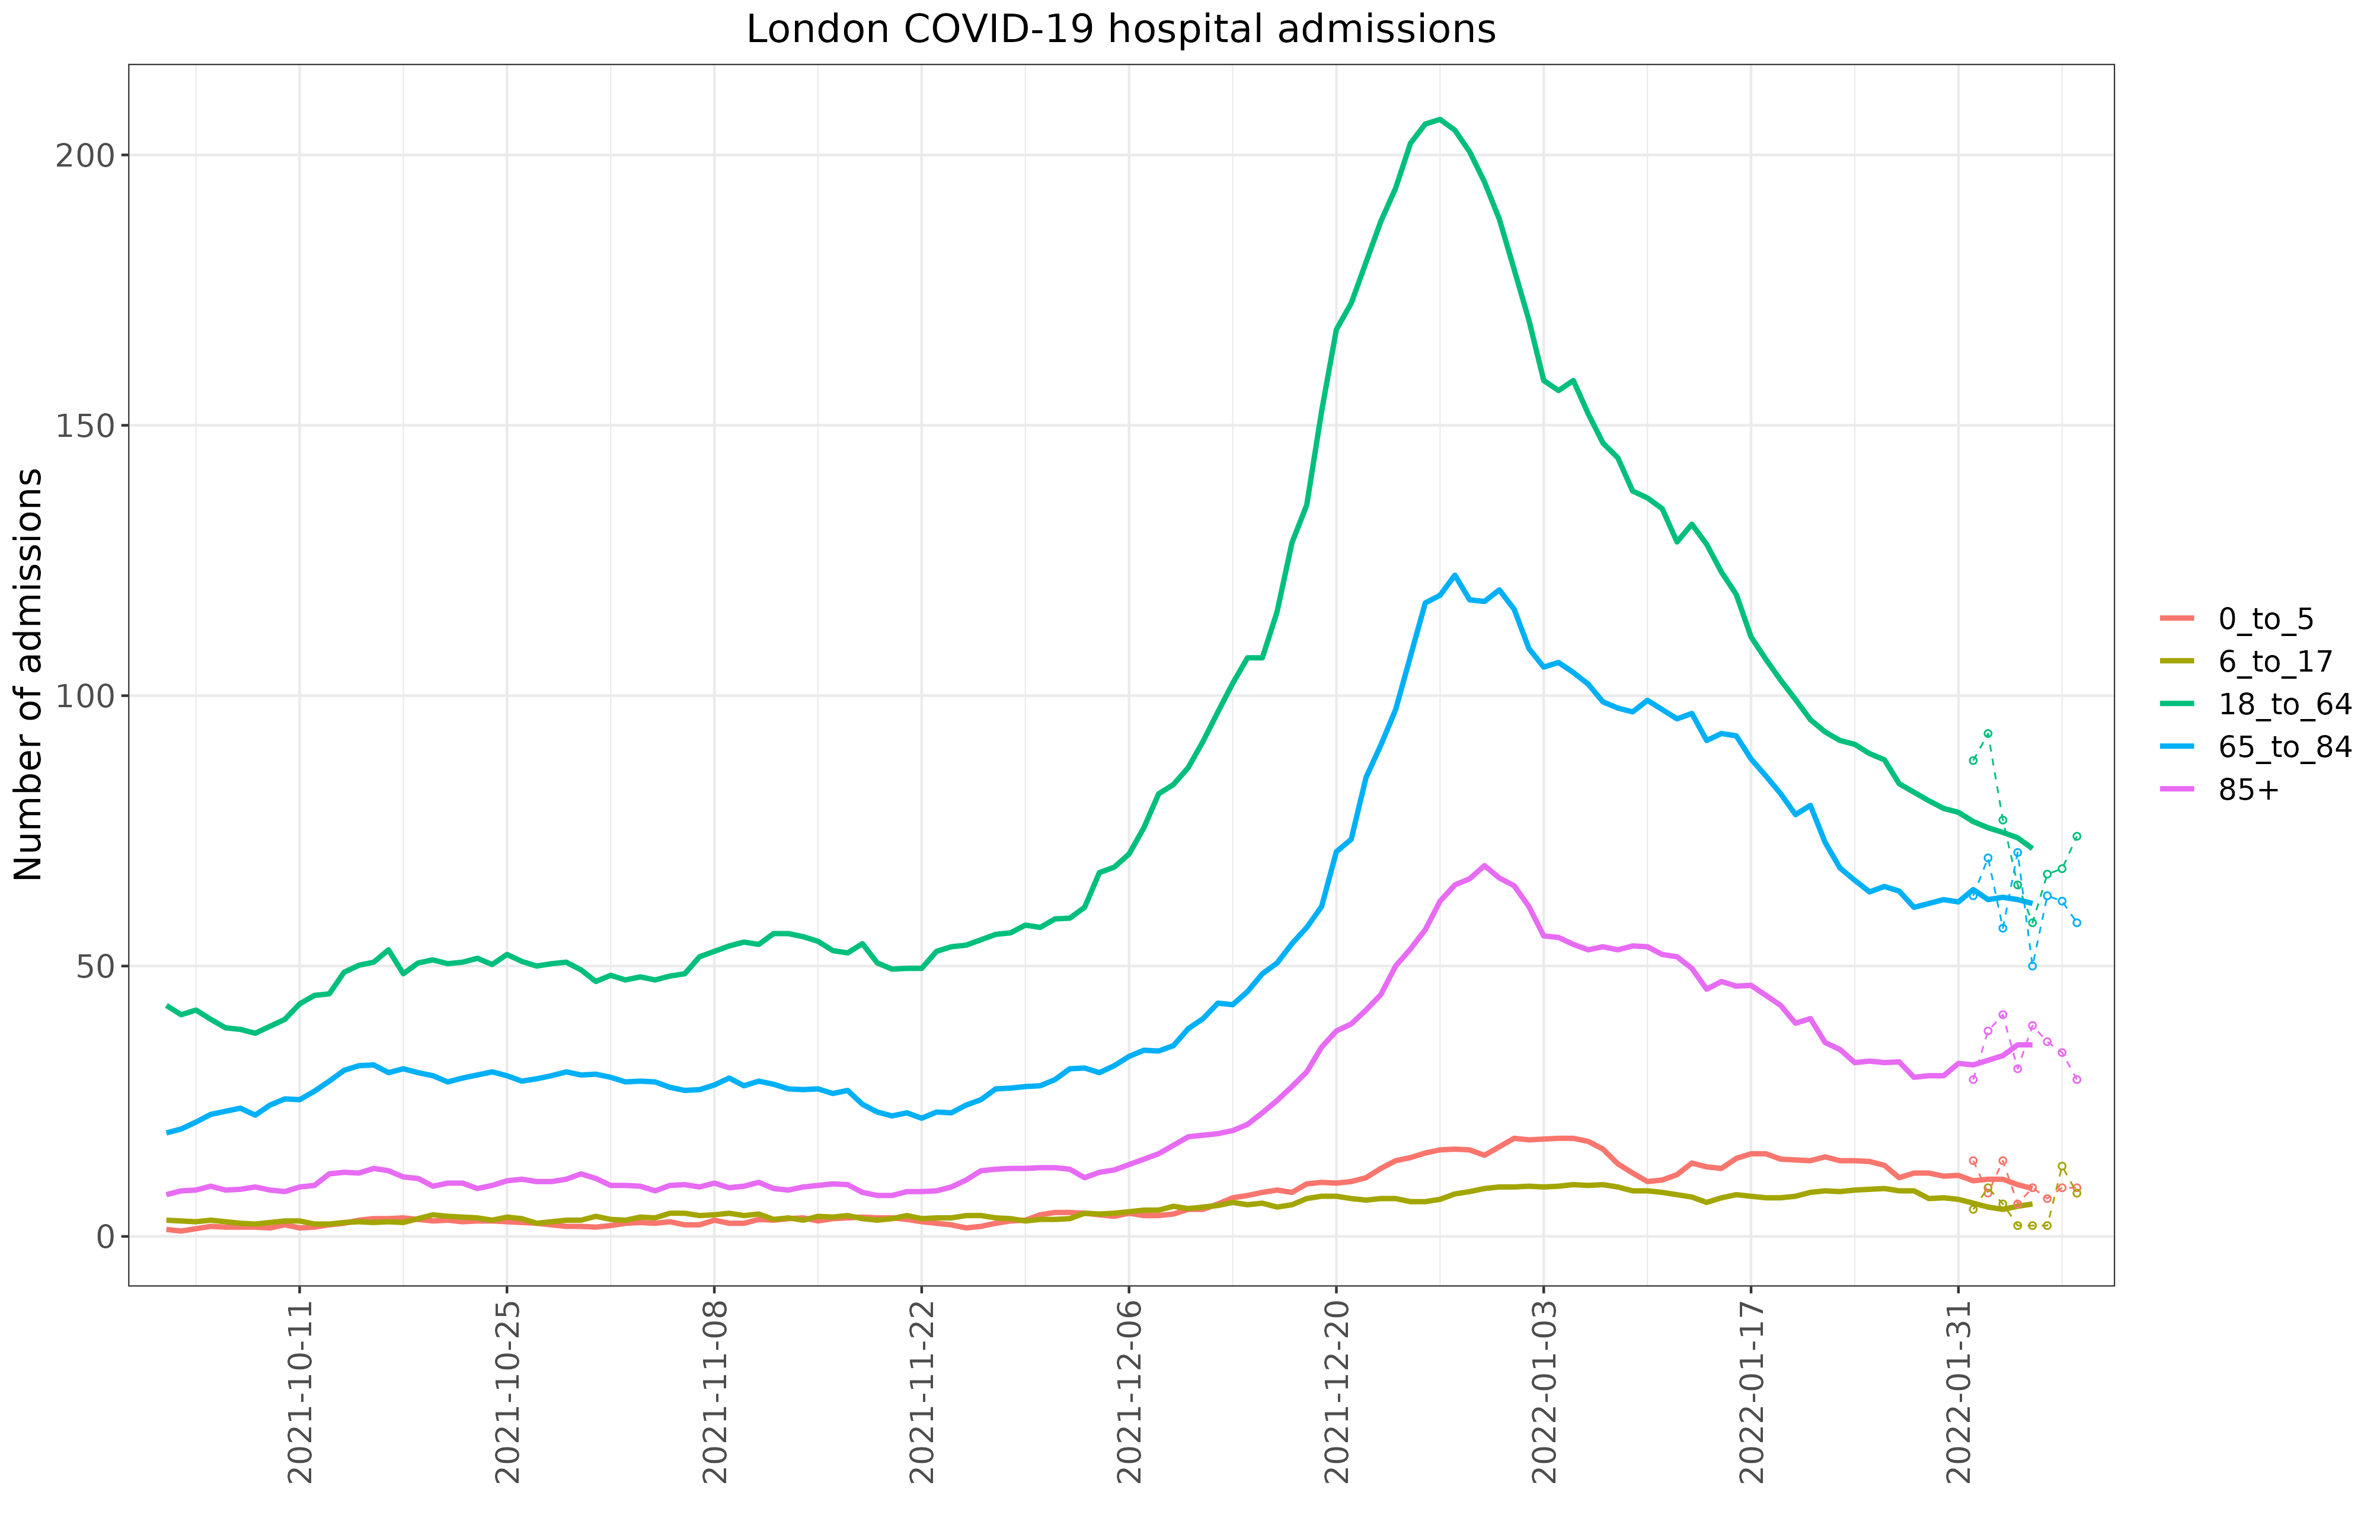 London COVID-19 hospital admissions
Number of admissions
200
150
100
50
0
2021-10-11
2021-10-25
2021-11-08
2021-11-22
2021-12-06
2021-12-20
2022-01-03
2022-01-17
2022-01-31
0_to_5
6_to_17
18_to_64
65_to_84
85+